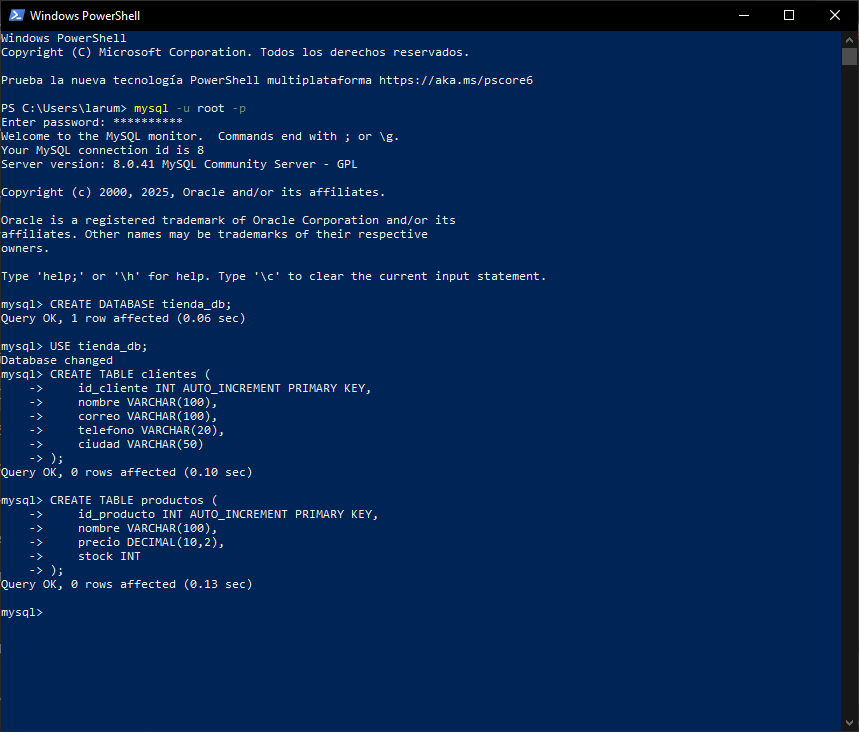 Windows PowerShell
Windows PowerShell
Copyright (C) Microsoft Corporation. Todos los derechos reservados.
Prueba la nueva tecnología PowerShell multiplataforma https://aka.ms/pscore6
PS C:\Users\larum> mysql -u root -p
Enter password: **********
Welcome to the MySQL monitor.  Commands end with ; or \g.
Your MySQL connection id is 8
Server version: 8.0.41 MySQL Community Server - GPL
Copyright (c) 2000, 2025, Oracle and/or its affiliates.
Oracle is a registered trademark of Oracle Corporation and/or its
affiliates. Other names may be trademarks of their respective
owners.
Type 'help;' or '\h' for help. Type '\c' to clear the current input statement.
mysql> CREATE DATABASE tienda_db;
Query OK, 1 row affected (0.06 sec)
mysql> USE tienda_db;
Database changed
mysql> CREATE TABLE clientes (
    ->     id_cliente INT AUTO_INCREMENT PRIMARY KEY,
    ->     nombre VARCHAR(100),
    ->     correo VARCHAR(100),
    ->     telefono VARCHAR(20),
    ->     ciudad VARCHAR(50)
    -> );
Query OK, 0 rows affected (0.10 sec)
mysql> CREATE TABLE productos (
    ->     id_producto INT AUTO_INCREMENT PRIMARY KEY,
    ->     nombre VARCHAR(100),
    ->     precio DECIMAL(10,2),
    ->     stock INT
    -> );
Query OK, 0 rows affected (0.13 sec)
mysql>